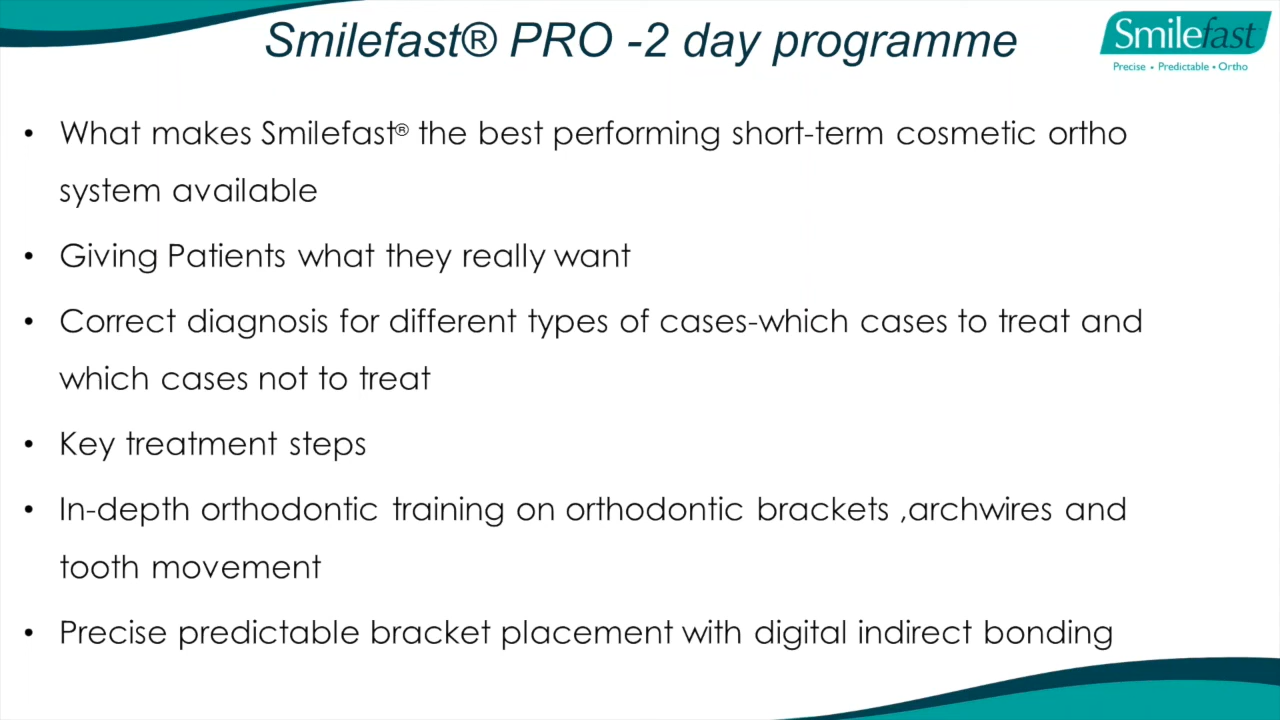 Smilefast® PRO -2 day programme
Smilefast
Precise • Predictable • Ortho
• What makes Smilefast® the best performing short-term cosmetic ortho
system available
• Giving Patients what they really want
• Correct diagnosis for different types of cases-which cases to treat and
which cases not to treat
• Key treatment steps
• In-depth orthodontic training on orthodontic brackets ,archwires and
tooth movement
• Precise predictable bracket placement with digital indirect bonding